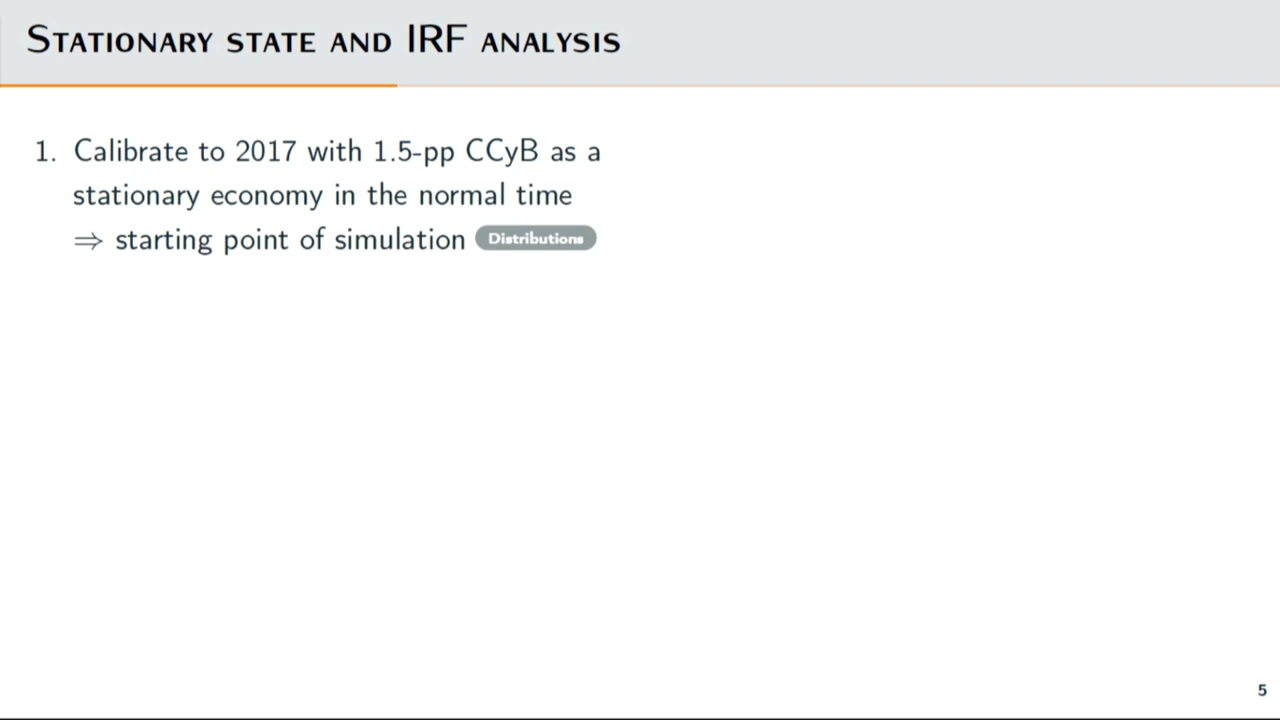 Stationary state and IRF analysis
1. Calibrate to 2017 with 1.5-pp CCyB as a
stationary economy in the normal time
⇒ starting point of simulation Distributions
5